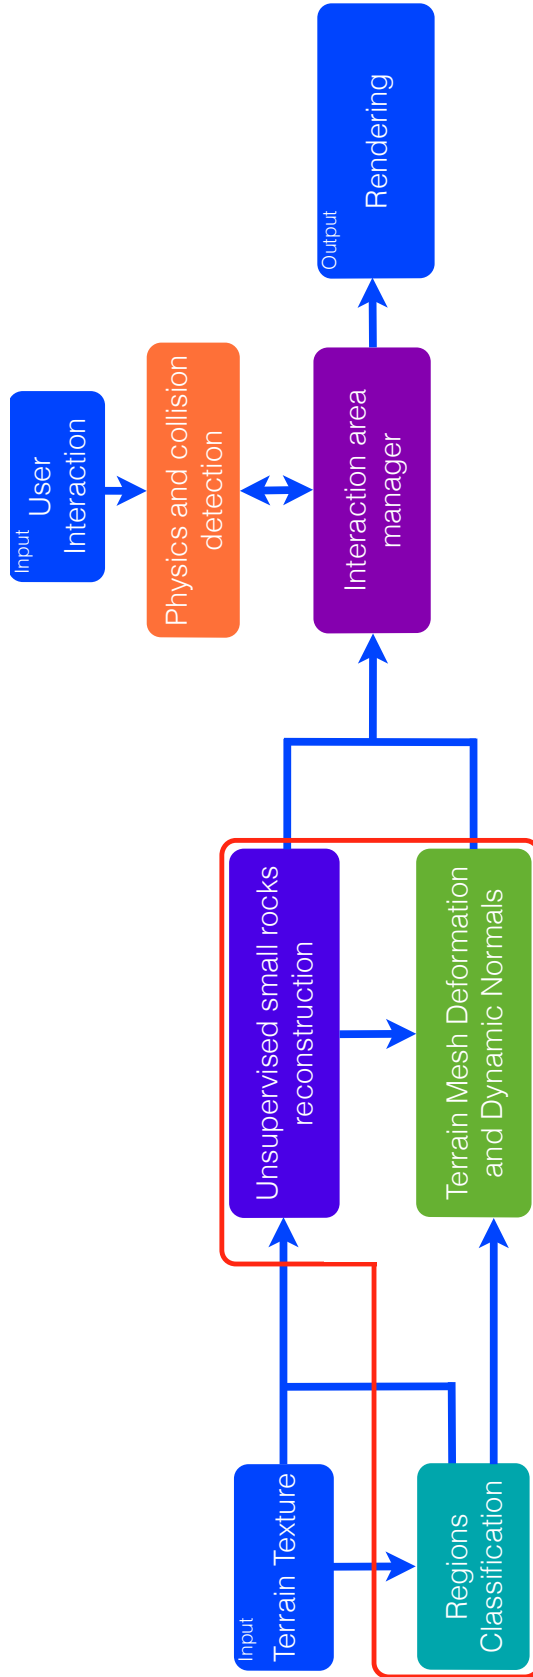 Input
Terrain Texture
Regions
Classification
Unsupervised small rocks
reconstruction
Terrain Mesh Deformation
and Dynamic Normals
Input
User
Interaction
Physics and collision
detection
Interaction area
manager
Output
Rendering